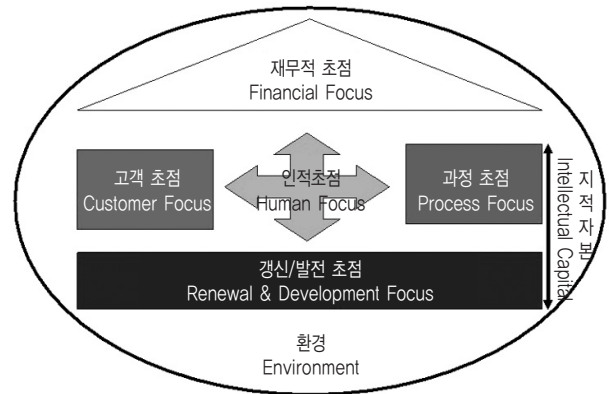 재무적 초점
Financial Focus
고객 초점
Customer Focus
인적초점
Human Focus
과정 초점
Process Focus
지적자본
Intellectual Capital
갱신/발전 초점
Renewal & Development Focus
환경
Environment